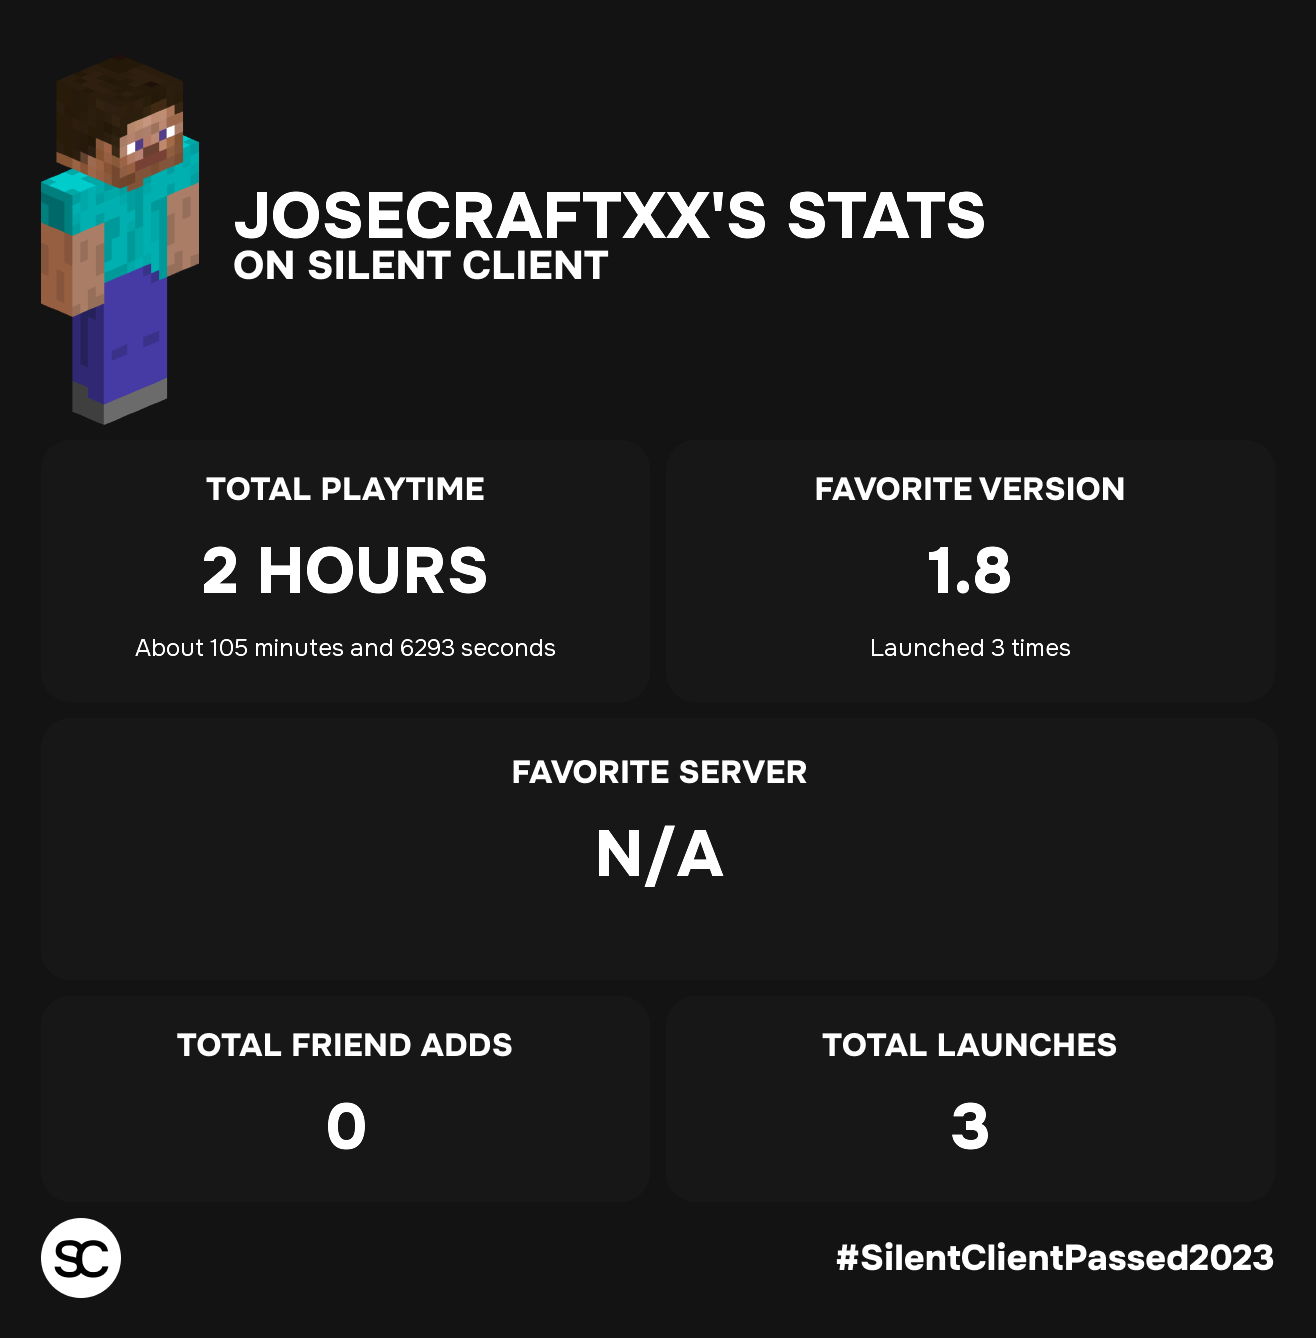 JOSECRAFTXX'S STATS
ON SILENT CLIENT
TOTAL PLAYTIME
2 HOURS
About 105 minutes and 6293 seconds
FAVORITE VERSION
1.8
Launched 3 times
FAVORITE SERVER
N/A
TOTAL FRIEND ADDS
0
TOTAL LAUNCHES
3
SC
#SilentClientPassed2023